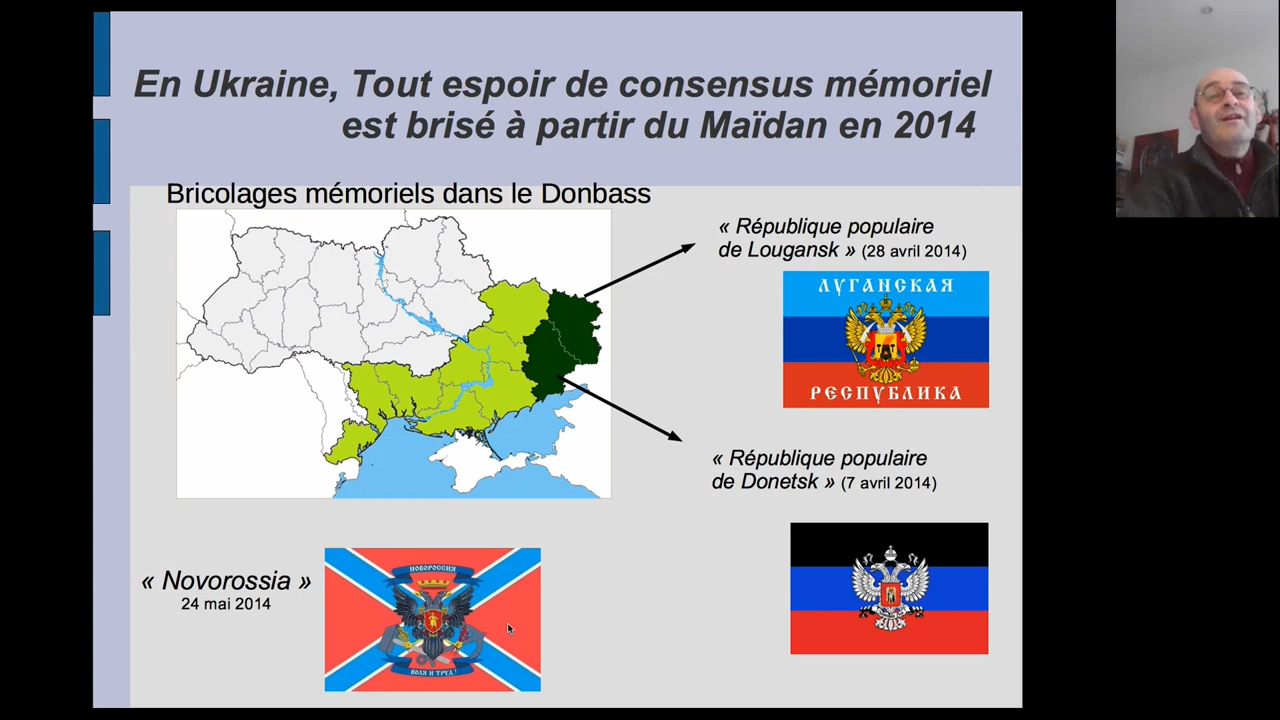 En Ukraine, Tout espoir de consensus mémoriel
est brisé à partir du Maïdan en 2014
Bricolages mémoriels dans le Donbass
« République populaire
de Lougansk » (28 avril 2014)
ЛУГАНСКАЯ
РЕСПУБЛИКА
« République populaire
de Donetsk » (7 avril 2014)
« Novorossia »
24 mai 2014
НОВОРОССИЯ
ВОЛЯ И ТРУД!